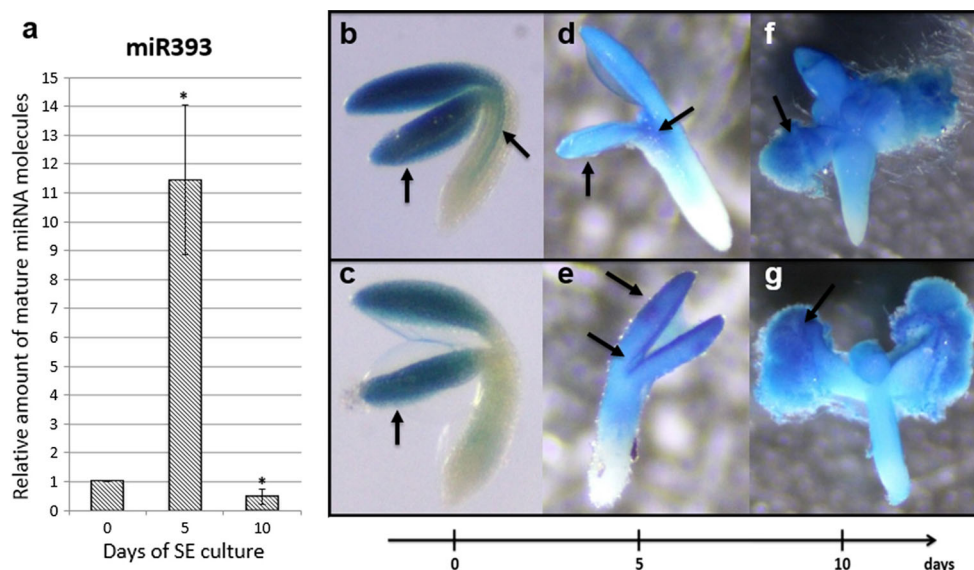 a
miR393
Relative amount of mature miRNA molecules
15
14
13
12
11
10
9
8
7
6
5
4
3
2
1
0
*
*
0 5 10
Days of SE culture
b d f
c e g
0 5 10 days